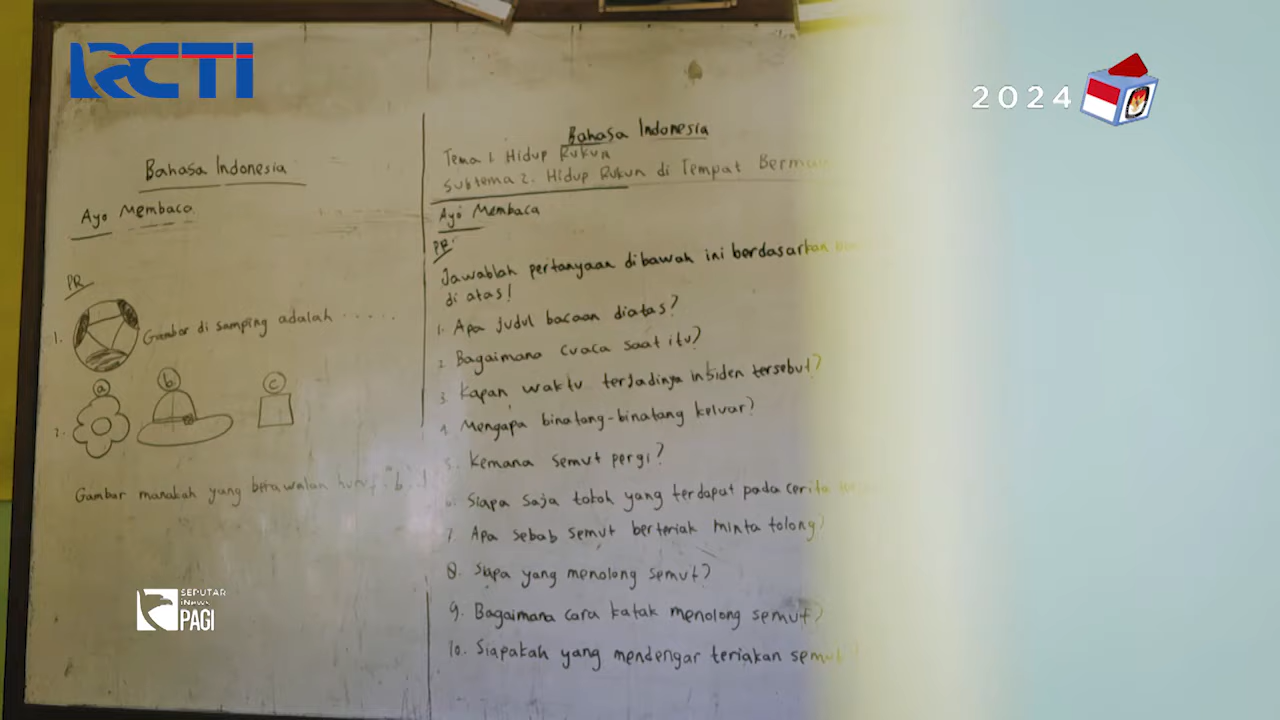 RCTI
2024
Bahasa Indonesia
Ayo Membaca
PR
1. Gambar di samping adalah .....
a b c
2.
Gambar manakah yang berawalan huruf b
Bahasa Indonesia
Tema 1. Hidup Rukun
Subtema 2. Hidup Rukun di Tempat Bermain
Ayo Membaca
PR.
Jawablah pertanyaan dibawah ini berdasarkan
di atas!
1. Apa judul bacaan diatas?
2. Bagaimana cuaca saat itu?
3. Kapan waktu terjadinya insiden tersebut?
4. Mengapa binatang-binatang keluar?
5. Kemana semut pergi?
6. Siapa saja tokoh yang terdapat pada cerita
7. Apa sebab semut berteriak minta tolong?
8. Siapa yang menolong semut?
9. Bagaimana cara katak menolong semut?
10. Siapakah yang mendengar teriakan semut?
SEPUTAR
iNews
PAGI